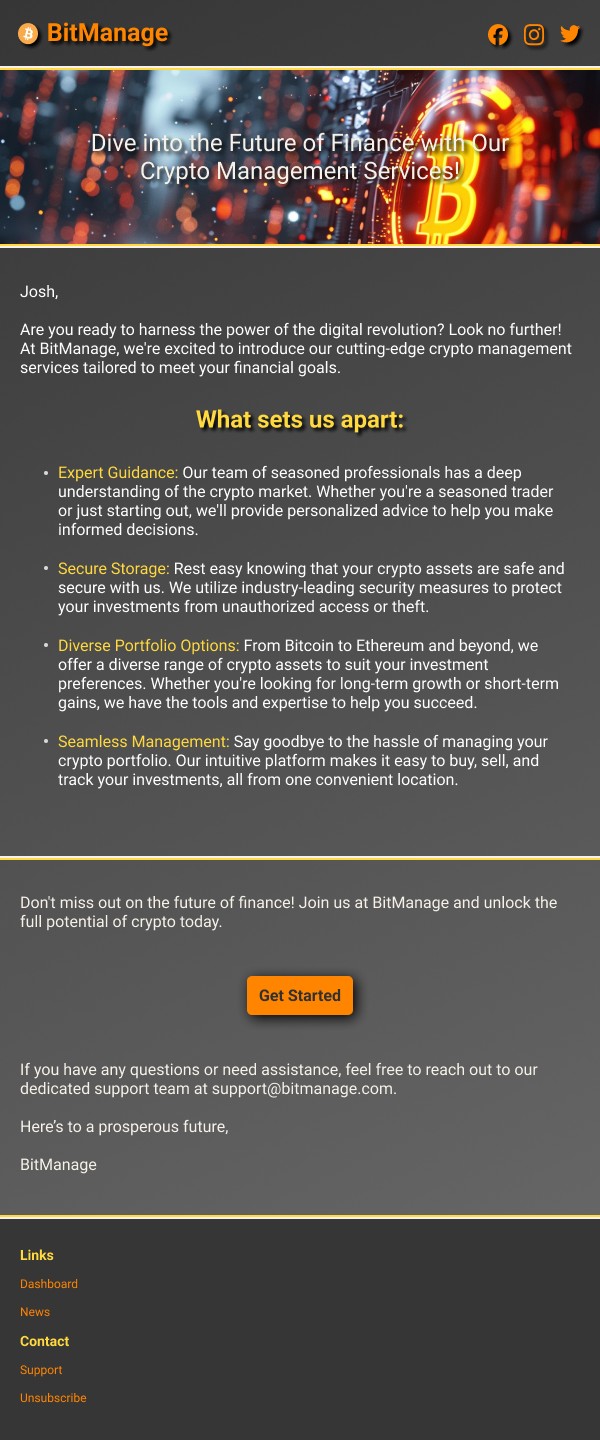 BitManage
Dive into the Future of Finance with Our
Crypto Management Services!
Josh,
Are you ready to harness the power of the digital revolution? Look no further!
At BitManage, we're excited to introduce our cutting-edge crypto management
services tailored to meet your financial goals.
What sets us apart:
• Expert Guidance: Our team of seasoned professionals has a deep
understanding of the crypto market. Whether you're a seasoned trader
or just starting out, we'll provide personalized advice to help you make
informed decisions.
• Secure Storage: Rest easy knowing that your crypto assets are safe and
secure with us. We utilize industry-leading security measures to protect
your investments from unauthorized access or theft.
• Diverse Portfolio Options: From Bitcoin to Ethereum and beyond, we
offer a diverse range of crypto assets to suit your investment
preferences. Whether you're looking for long-term growth or short-term
gains, we have the tools and expertise to help you succeed.
• Seamless Management: Say goodbye to the hassle of managing your
crypto portfolio. Our intuitive platform makes it easy to buy, sell, and
track your investments, all from one convenient location.
Don't miss out on the future of finance! Join us at BitManage and unlock the
full potential of crypto today.
Get Started
If you have any questions or need assistance, feel free to reach out to our
dedicated support team at support@bitmanage.com.
Here’s to a prosperous future,
BitManage
Links
Dashboard
News
Contact
Support
Unsubscribe